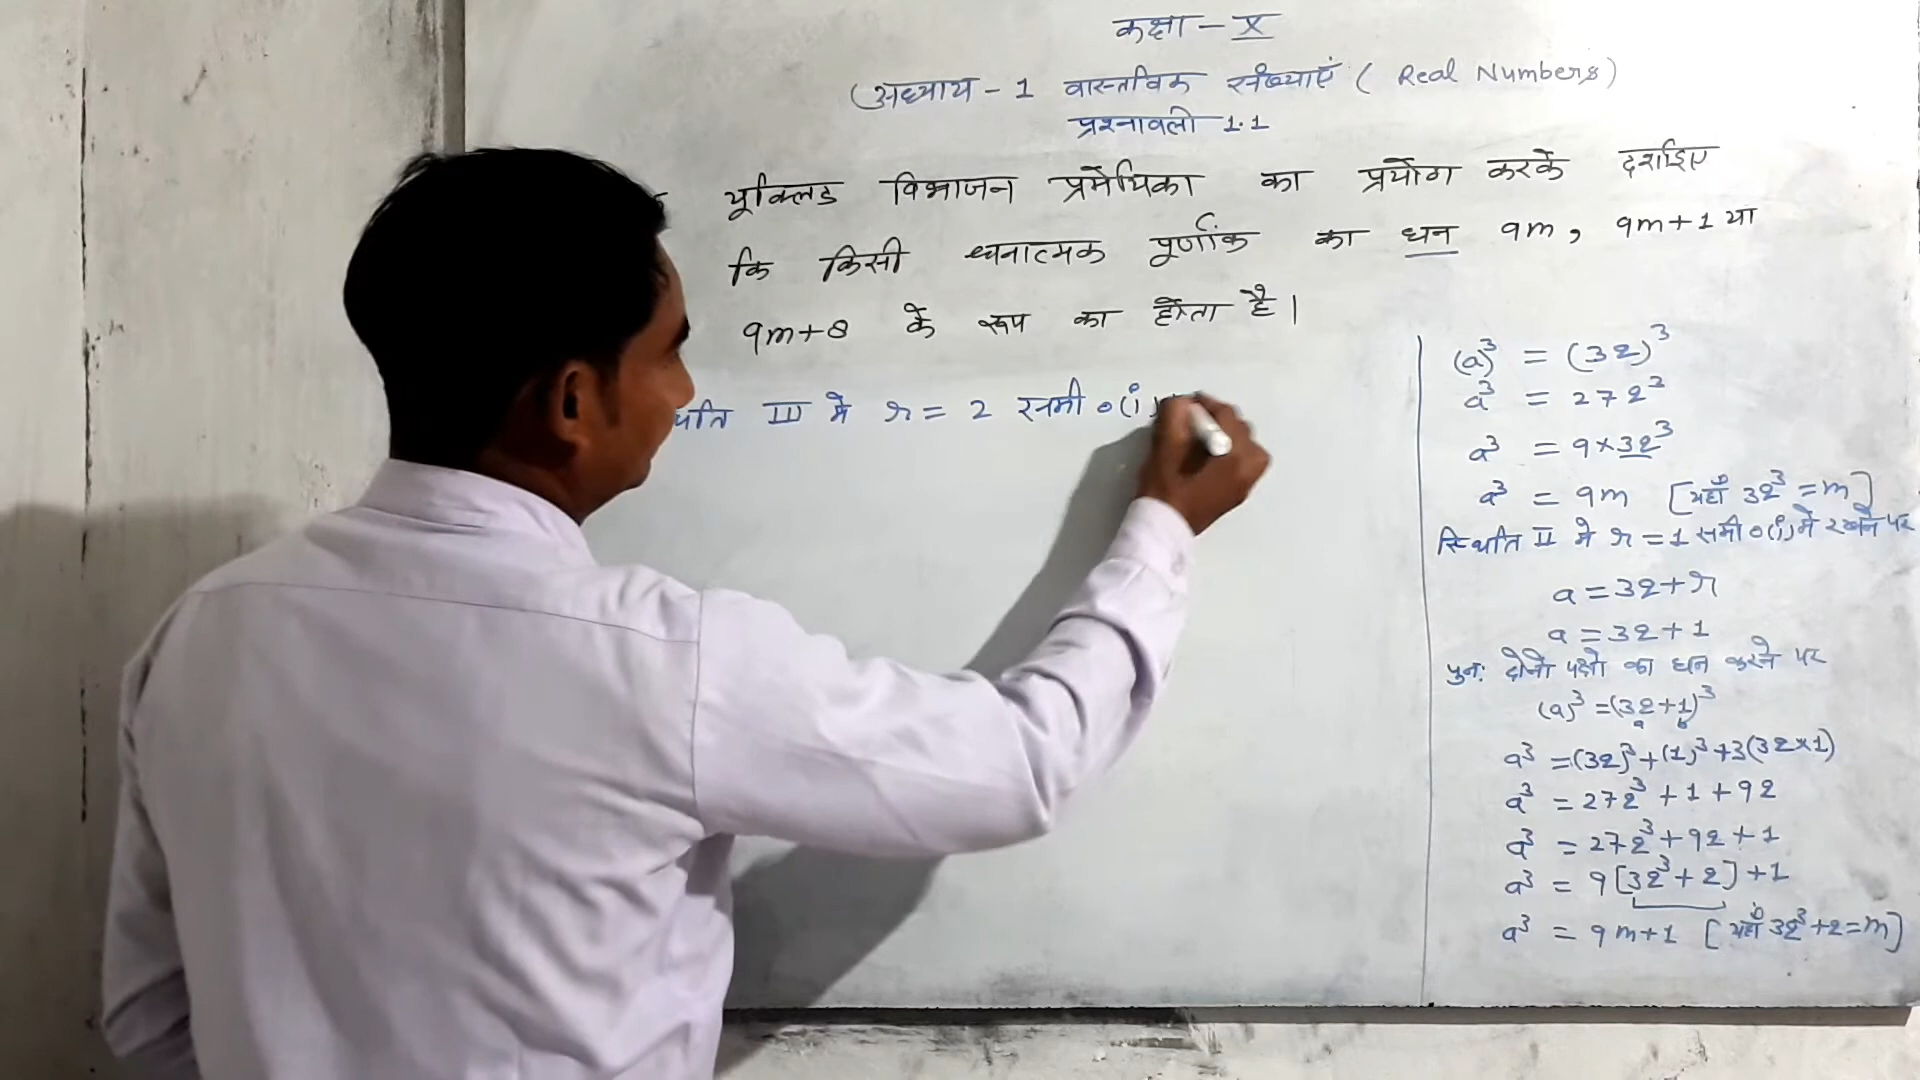 कक्षा - X
(अध्याय - 1 वास्तविक संख्याएं ( Real Numbers)
प्रश्नावली 1.1
यूक्लिड विभाजन प्रमेयिका का प्रयोग करके दर्शाइए
कि किसी धनात्मक पूर्णांक का घन 9m, 9m+1 या
9m+8 के रूप का होता है।
III में r = 2 समी०(i)
(a)³ = (3q)³
a³ = 27q³
a³ = 9×3q³
a³ = 9m [यहाँ 3q³ = m]
स्थिति II में r = 1 समी०(i) में रखने पर
a = 3q+r
a = 3q+1
पुन: दोनो पक्षो का घन करने पर
(a)³ = (3q+1)³
a b
a³ = (3q)³+(1)³+3(3q×1)
a³ = 27q³+1+9q
a³ = 27q³+9q+1
a³ = 9[3q³+q]+1
a³ = 9m+1 [यहाँ 3q³+q=m]